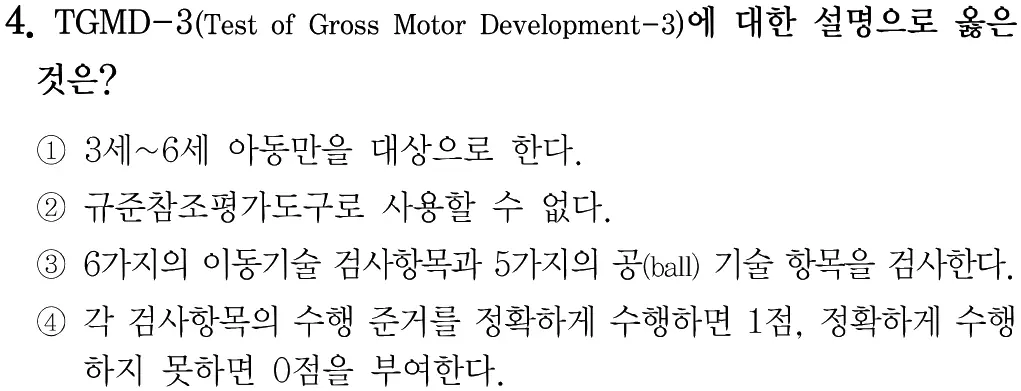 4. TGMD-3(Test of Gross Motor Development-3)에 대한 설명으로 옳은
것은?
① 3세~6세 아동만을 대상으로 한다.
② 규준참조평가도구로 사용할 수 없다.
③ 6가지의 이동기술 검사항목과 5가지의 공(ball) 기술 항목을 검사한다.
④ 각 검사항목의 수행 준거를 정확하게 수행하면 1점, 정확하게 수행
하지 못하면 0점을 부여한다.